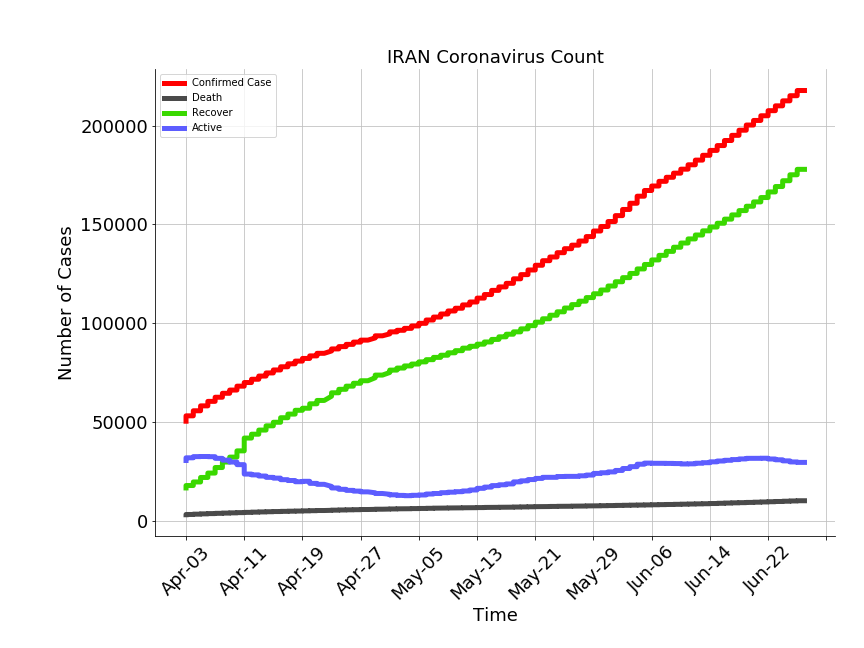 IRAN Coronavirus Count
Confirmed Case
Death
Recover
Active
200000
150000
100000
50000
0
Number of Cases
Apr-03
Apr-11
Apr-19
Apr-27
May-05
May-13
May-21
May-29
Jun-06
Jun-14
Jun-22
Time